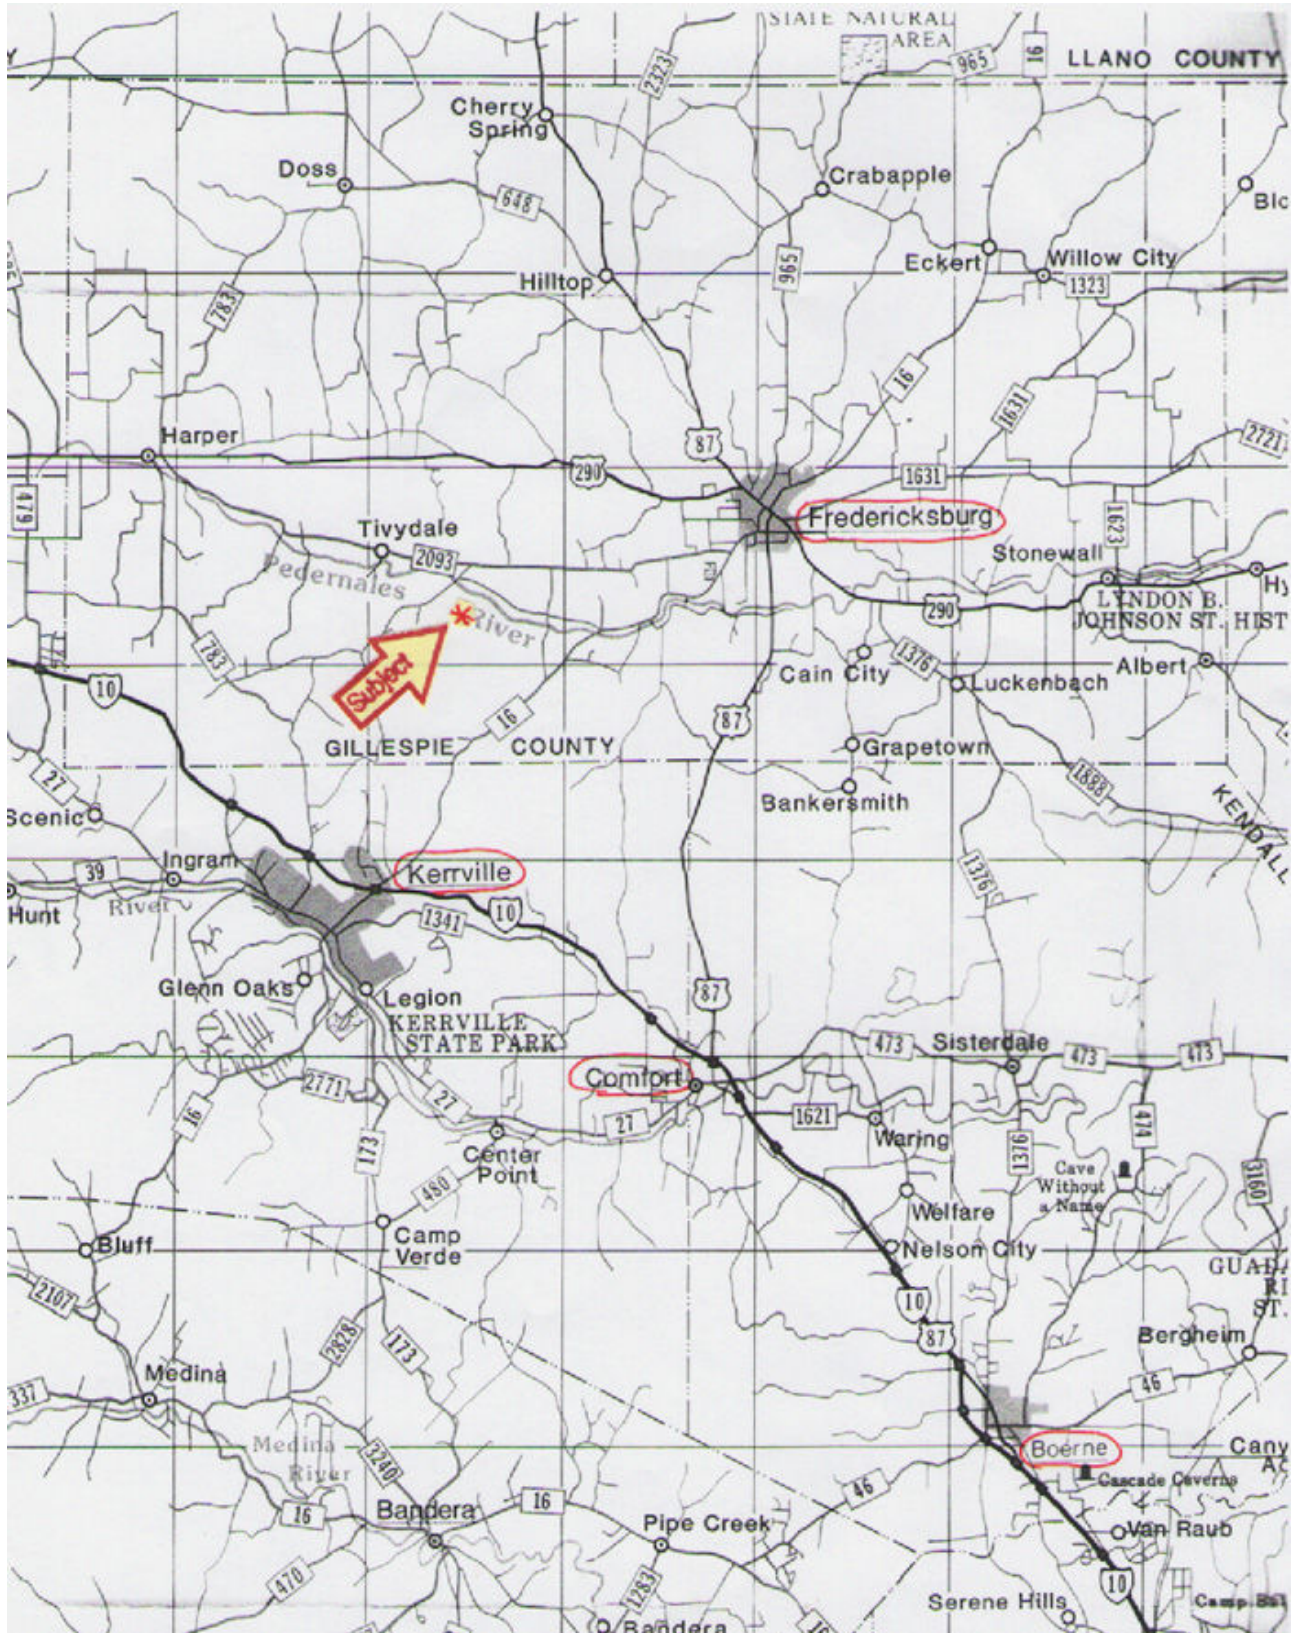 STATE NATURAL
AREA
2323
965
16
LLANO COUNTY
Cherry
Spring
Doss
648
Crabapple
Eckert
Willow City
1323
Hilltop
965
783
16
1631
2721
Harper
87
290
1631
479
Tivydale
2093
Fredericksburg
1623
Stonewall
Pedernales
River
290
LYNDON B.
JOHNSON ST. HIST
783
Subject
Cain City
1376
Luckenbach
Albert
10
16
87
GILLESPIE COUNTY
Grapetown
27
Bankersmith
1888
KENDALL
Scenic
Ingram
39
Kerrville
1376
Hunt
River
1341
10
Glenn Oaks
Legion
87
KERRVILLE
STATE PARK
473
Sisterdale
473
473
Comfort
2771
27
16
27
1621
Waring
474
173
Center
Point
1376
Cave
Without
a Name
3160
480
Welfare
Camp
Verde
Bluff
Nelson City
2107
10
87
2828
173
Bergheim
Medina
46
337
Medina
River
3240
Boerne
Cascade Caverns
16
Bandera
16
46
Pipe Creek
Van Raub
470
1283
10
Serene Hills
Bandera
16